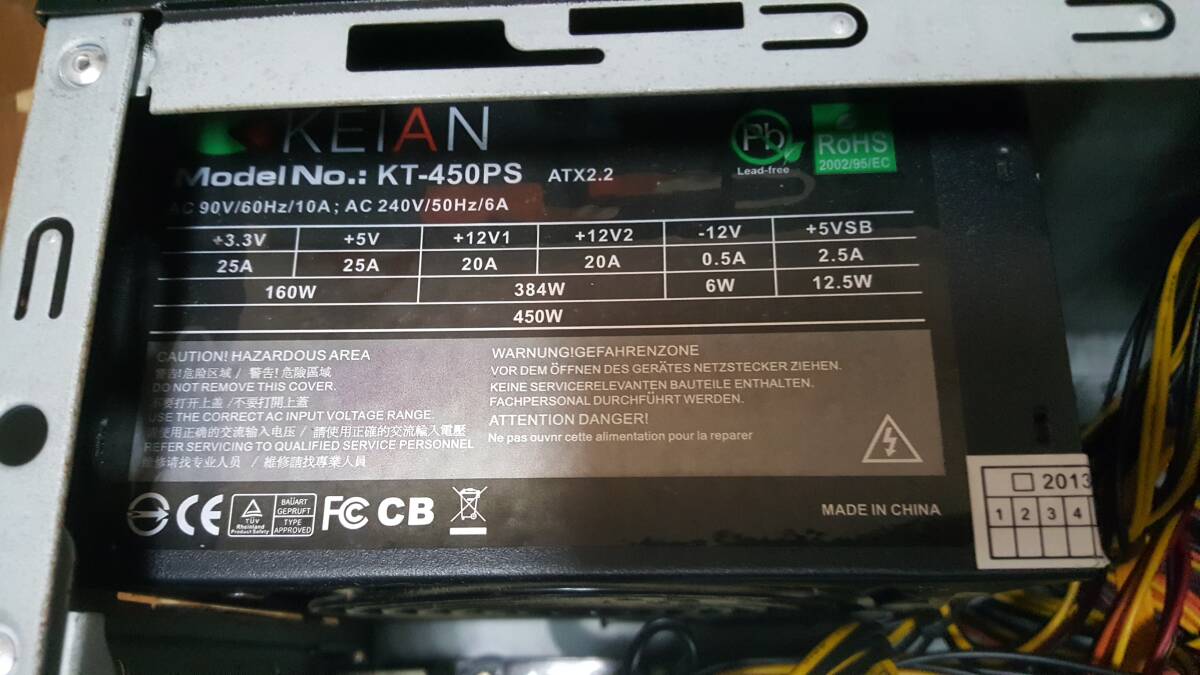 KEIAN
Model No.: KT-450PS ATX2.2
AC 90V/60Hz/10A; AC 240V/50Hz/6A
+3.3V +5V +12V1 +12V2 -12V +5VSB
25A 25A 20A 20A 0.5A 2.5A
160W 384W 6W 12.5W
450W
Pb
Lead-free
RoHS
2002/95/EC
CAUTION! HAZARDOUS AREA
警告!危险区域 / 警告!危險區域
DO NOT REMOVE THIS COVER.
不要打开上盖 /不要打開上蓋
USE THE CORRECT AC INPUT VOLTAGE RANGE.
请使用正确的交流输入电压 / 請使用正確的交流輸入電壓
REFER SERVICING TO QUALIFIED SERVICE PERSONNEL
维修请找专业人员 / 維修請找專業人員
WARNUNG!GEFAHRENZONE
VOR DEM ÖFFNEN DES GERÄTES NETZSTECKER ZIEHEN.
KEINE SERVICERELEVANTEN BAUTEILE ENTHALTEN.
FACHPERSONAL DURCHFÜHRT WERDEN.
ATTENTION DANGER!
Ne pas ouvnr cette alimentation pour la reparer
CE
TÜV
Rheinland
Product Safety
BAUART
GEPRUFT
TYPE
APPROVED
FC CB
MADE IN CHINA
2013
1 2 3 4